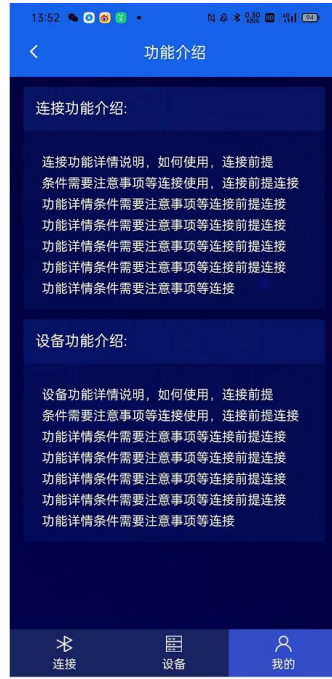 13:52
0.30 KB/S HD 94
功能介绍
连接功能介绍:
连接功能详情说明，如何使用，连接前提
条件需要注意事项等连接使用，连接前提连接
功能详情条件需要注意事项等连接前提连接
功能详情条件需要注意事项等连接前提连接
功能详情条件需要注意事项等连接前提连接
功能详情条件需要注意事项等连接前提连接
功能详情条件需要注意事项等连接
设备功能介绍:
设备功能详情说明，如何使用，连接前提
条件需要注意事项等连接使用，连接前提连接
功能详情条件需要注意事项等连接前提连接
功能详情条件需要注意事项等连接前提连接
功能详情条件需要注意事项等连接前提连接
功能详情条件需要注意事项等连接前提连接
功能详情条件需要注意事项等连接
连接 设备 我的